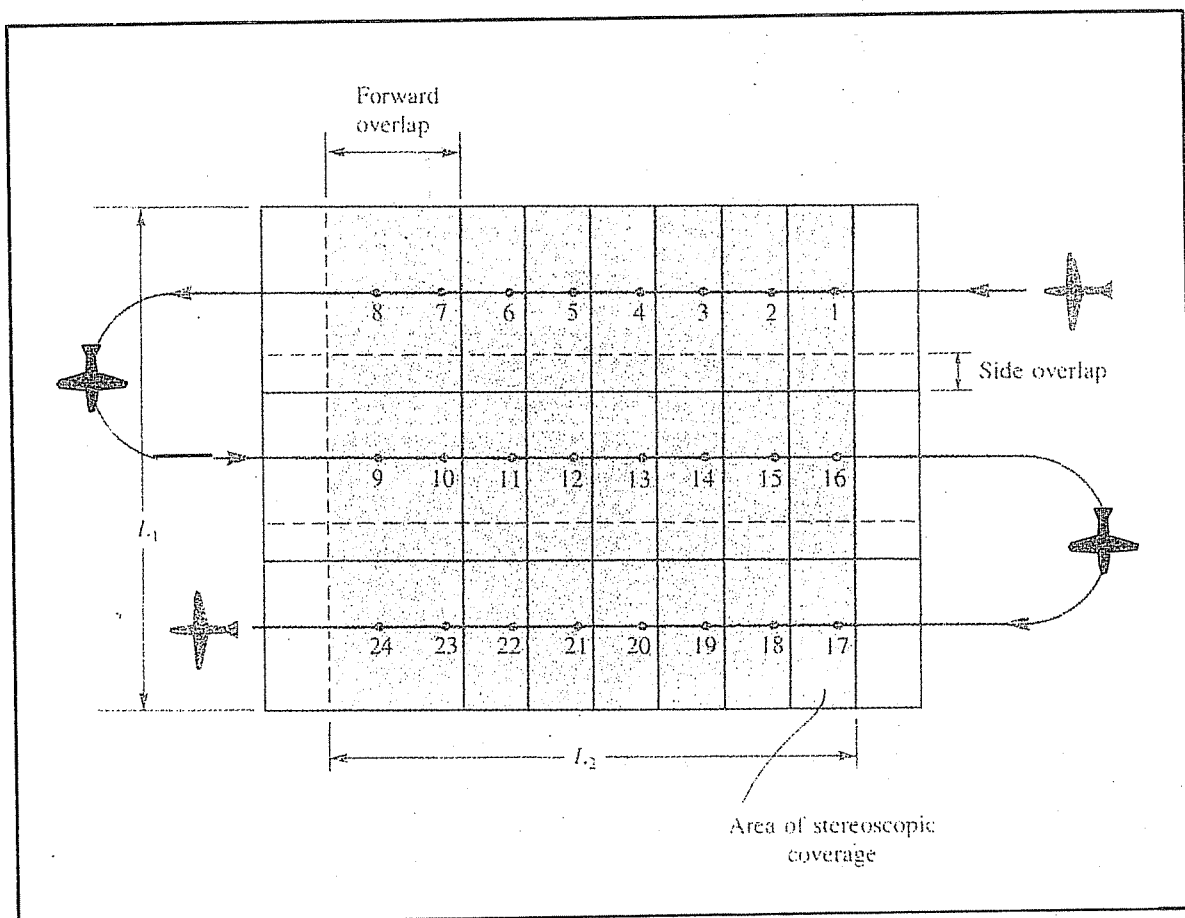 Forward
overlap
8 7 6 5 4 3 2 1
Side overlap
9 10 11 12 13 14 15 16
L1
24 23 22 21 20 19 18 17
L2
Area of stereoscopic
coverage